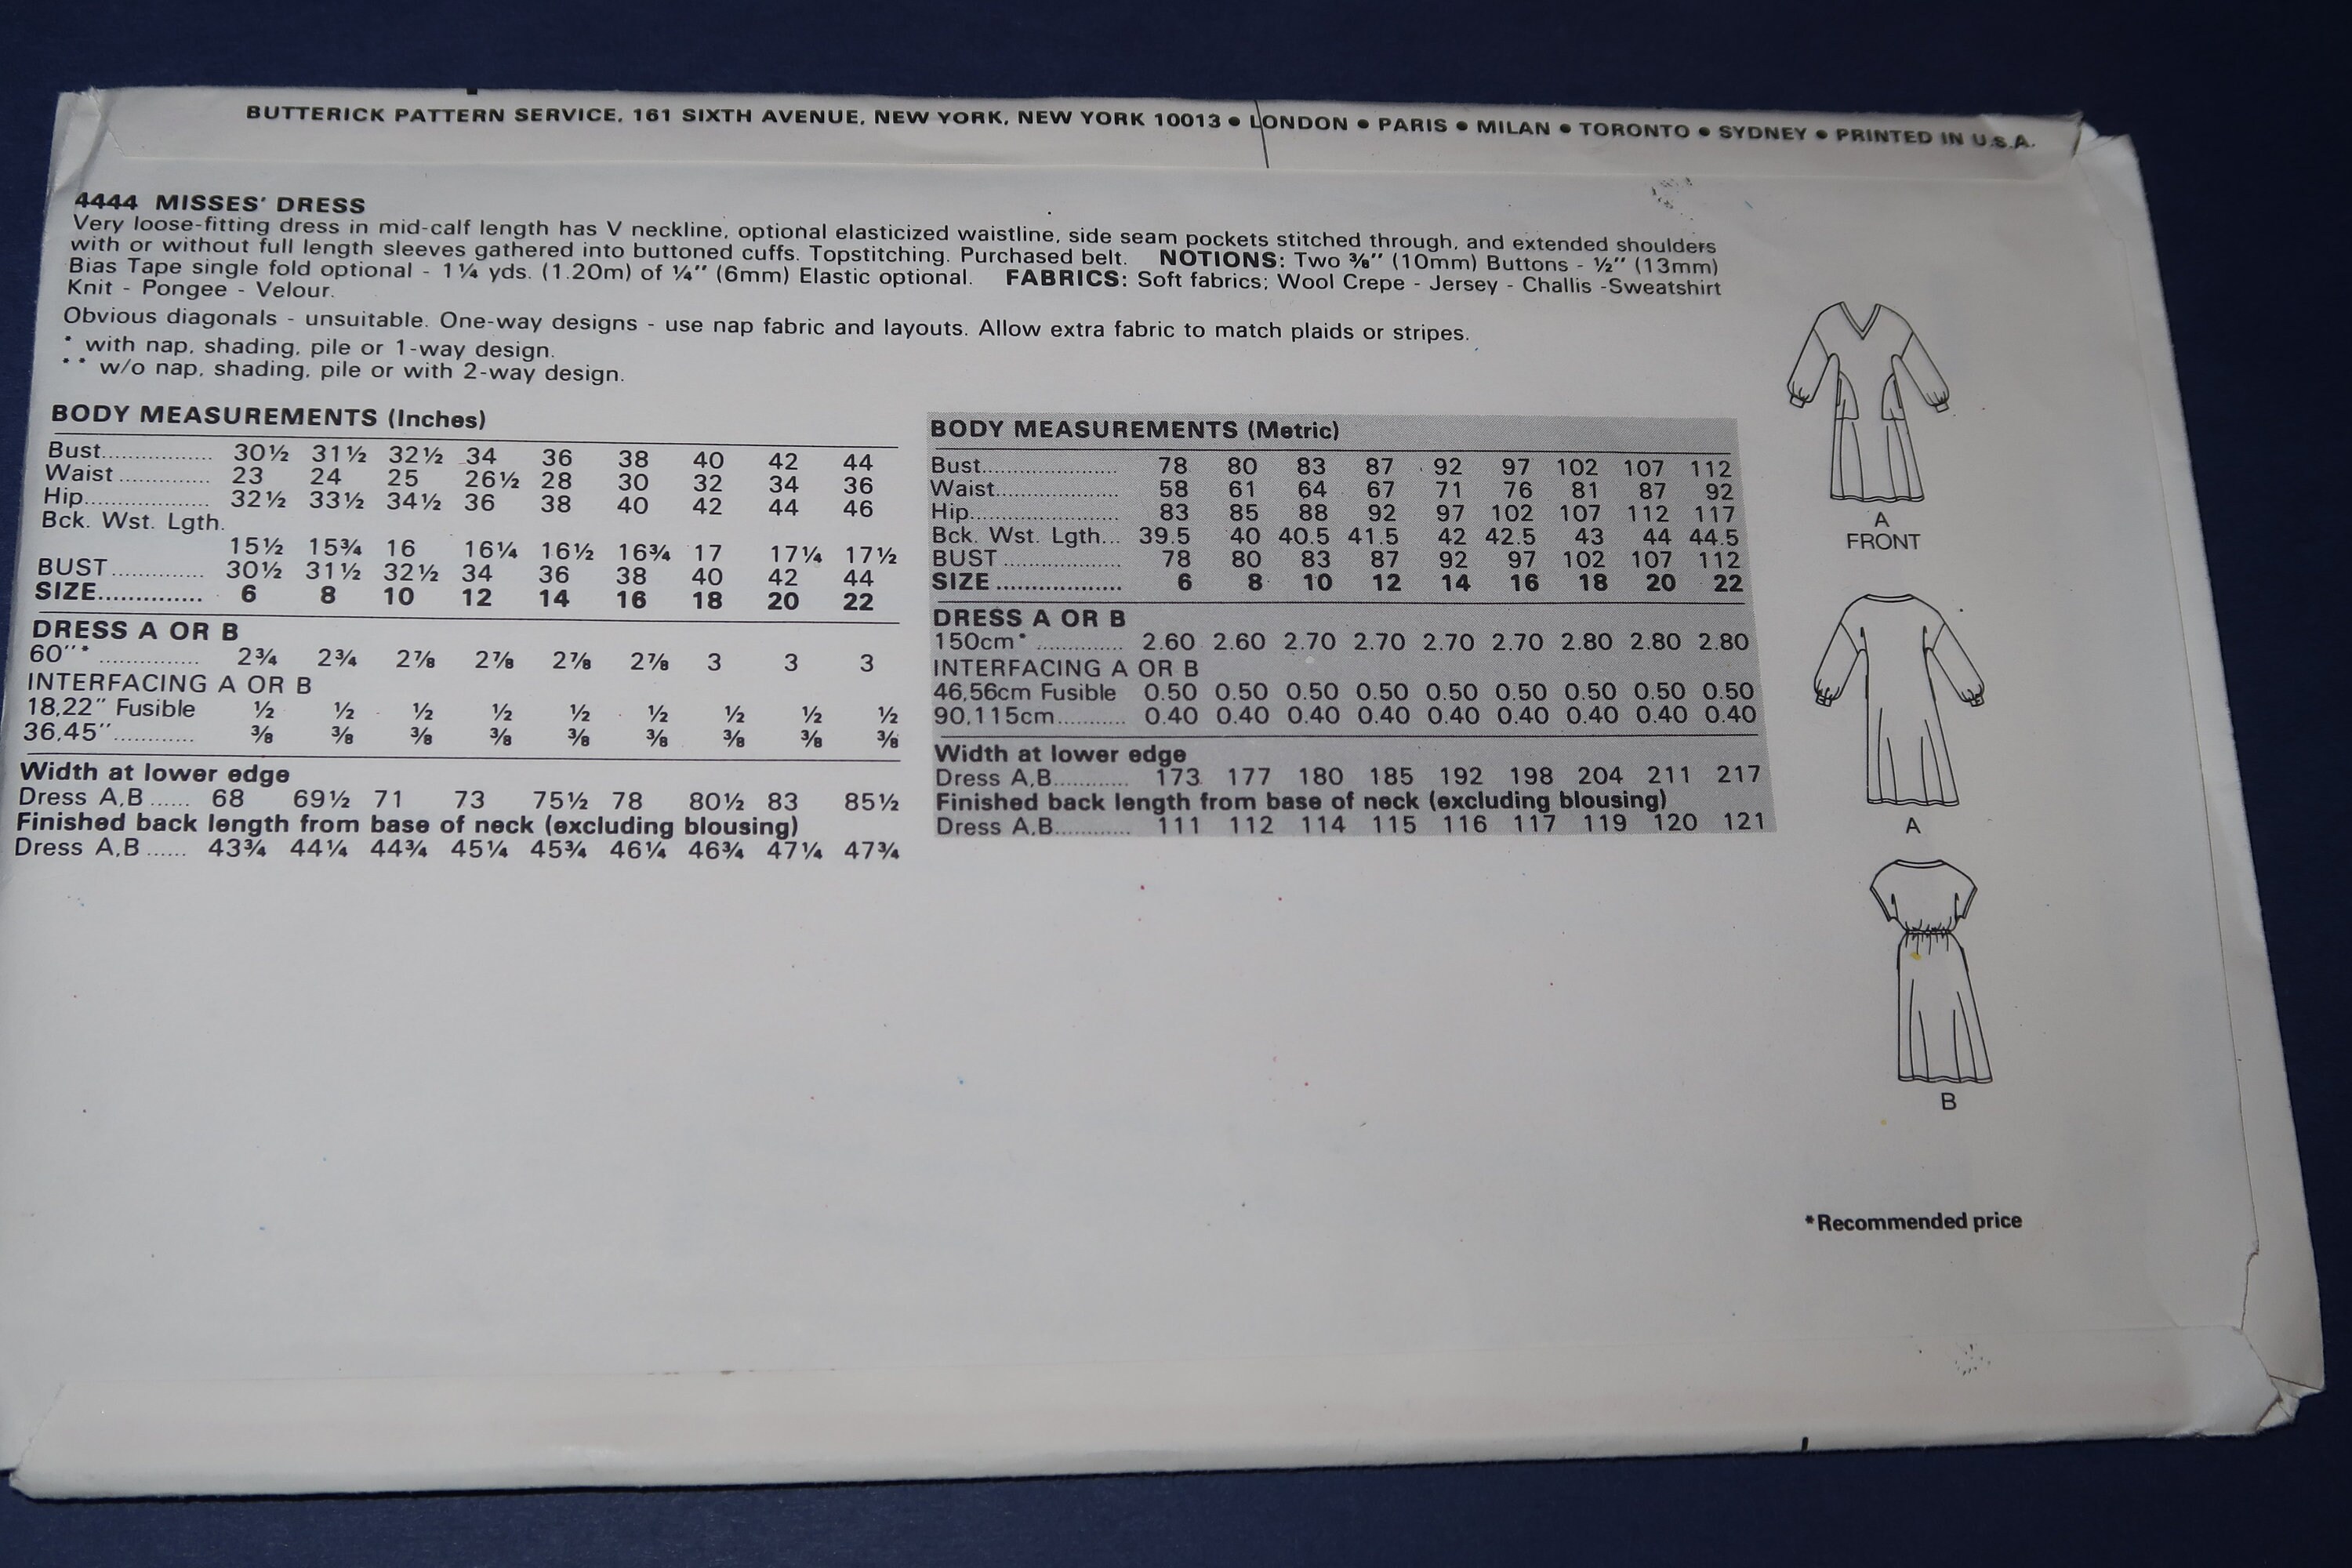 BUTTERICK PATTERN SERVICE, 161 SIXTH AVENUE, NEW YORK, NEW YORK 10013 ● LONDON ● PARIS ● MILAN ● TORONTO ● SYDNEY ● PRINTED IN U.S.A.
4444 MISSES' DRESS
Very loose-fitting dress in mid-calf length has V neckline, optional elasticized waistline, side seam pockets stitched through, and extended shoulders
with or without full length sleeves gathered into buttoned cuffs. Topstitching. Purchased belt. NOTIONS: Two ⅜" (10mm) Buttons - ½" (13mm)
Bias Tape single fold optional - 1¼ yds. (1.20m) of ¼" (6mm) Elastic optional. FABRICS: Soft fabrics; Wool Crepe - Jersey - Challis -Sweatshirt
Knit - Pongee - Velour.
Obvious diagonals - unsuitable. One-way designs - use nap fabric and layouts. Allow extra fabric to match plaids or stripes.
* with nap, shading, pile or 1-way design.
** w/o nap, shading, pile or with 2-way design.
BODY MEASUREMENTS (Inches)
Bust................. 30½ 31½ 32½ 34 36 38 40 42 44
Waist .............. 23 24 25 26½ 28 30 32 34 36
Hip................... 32½ 33½ 34½ 36 38 40 42 44 46
Bck. Wst. Lgth.
15½ 15¾ 16 16¼ 16½ 16¾ 17 17¼ 17½
BUST .............. 30½ 31½ 32½ 34 36 38 40 42 44
SIZE............... 6 8 10 12 14 16 18 20 22
DRESS A OR B
60"* ............... 2¾ 2¾ 2⅞ 2⅞ 2⅞ 2⅞ 3 3 3
INTERFACING A OR B
18,22" Fusible ½ ½ ½ ½ ½ ½ ½ ½ ½
36,45" ............ ⅜ ⅜ ⅜ ⅜ ⅜ ⅜ ⅜ ⅜ ⅜
Width at lower edge
Dress A,B ...... 68 69½ 71 73 75½ 78 80½ 83 85½
Finished back length from base of neck (excluding blousing)
Dress A,B ...... 43¾ 44¼ 44¾ 45¼ 45¾ 46¼ 46¾ 47¼ 47¾
BODY MEASUREMENTS (Metric)
Bust....................... 78 80 83 87 92 97 102 107 112
Waist..................... 58 61 64 67 71 76 81 87 92
Hip......................... 83 85 88 92 97 102 107 112 117
Bck. Wst. Lgth... 39.5 40 40.5 41.5 42 42.5 43 44 44.5
BUST .................... 78 80 83 87 92 97 102 107 112
SIZE ................... 6 8 10 12 14 16 18 20 22
DRESS A OR B
150cm* ............... 2.60 2.60 2.70 2.70 2.70 2.70 2.80 2.80 2.80
INTERFACING A OR B
46,56cm Fusible 0.50 0.50 0.50 0.50 0.50 0.50 0.50 0.50 0.50
90,115cm........... 0.40 0.40 0.40 0.40 0.40 0.40 0.40 0.40 0.40
Width at lower edge
Dress A,B............ 173 177 180 185 192 198 204 211 217
Finished back length from base of neck (excluding blousing)
Dress A,B............ 111 112 114 115 116 117 119 120 121
A
FRONT
A
B
*Recommended price